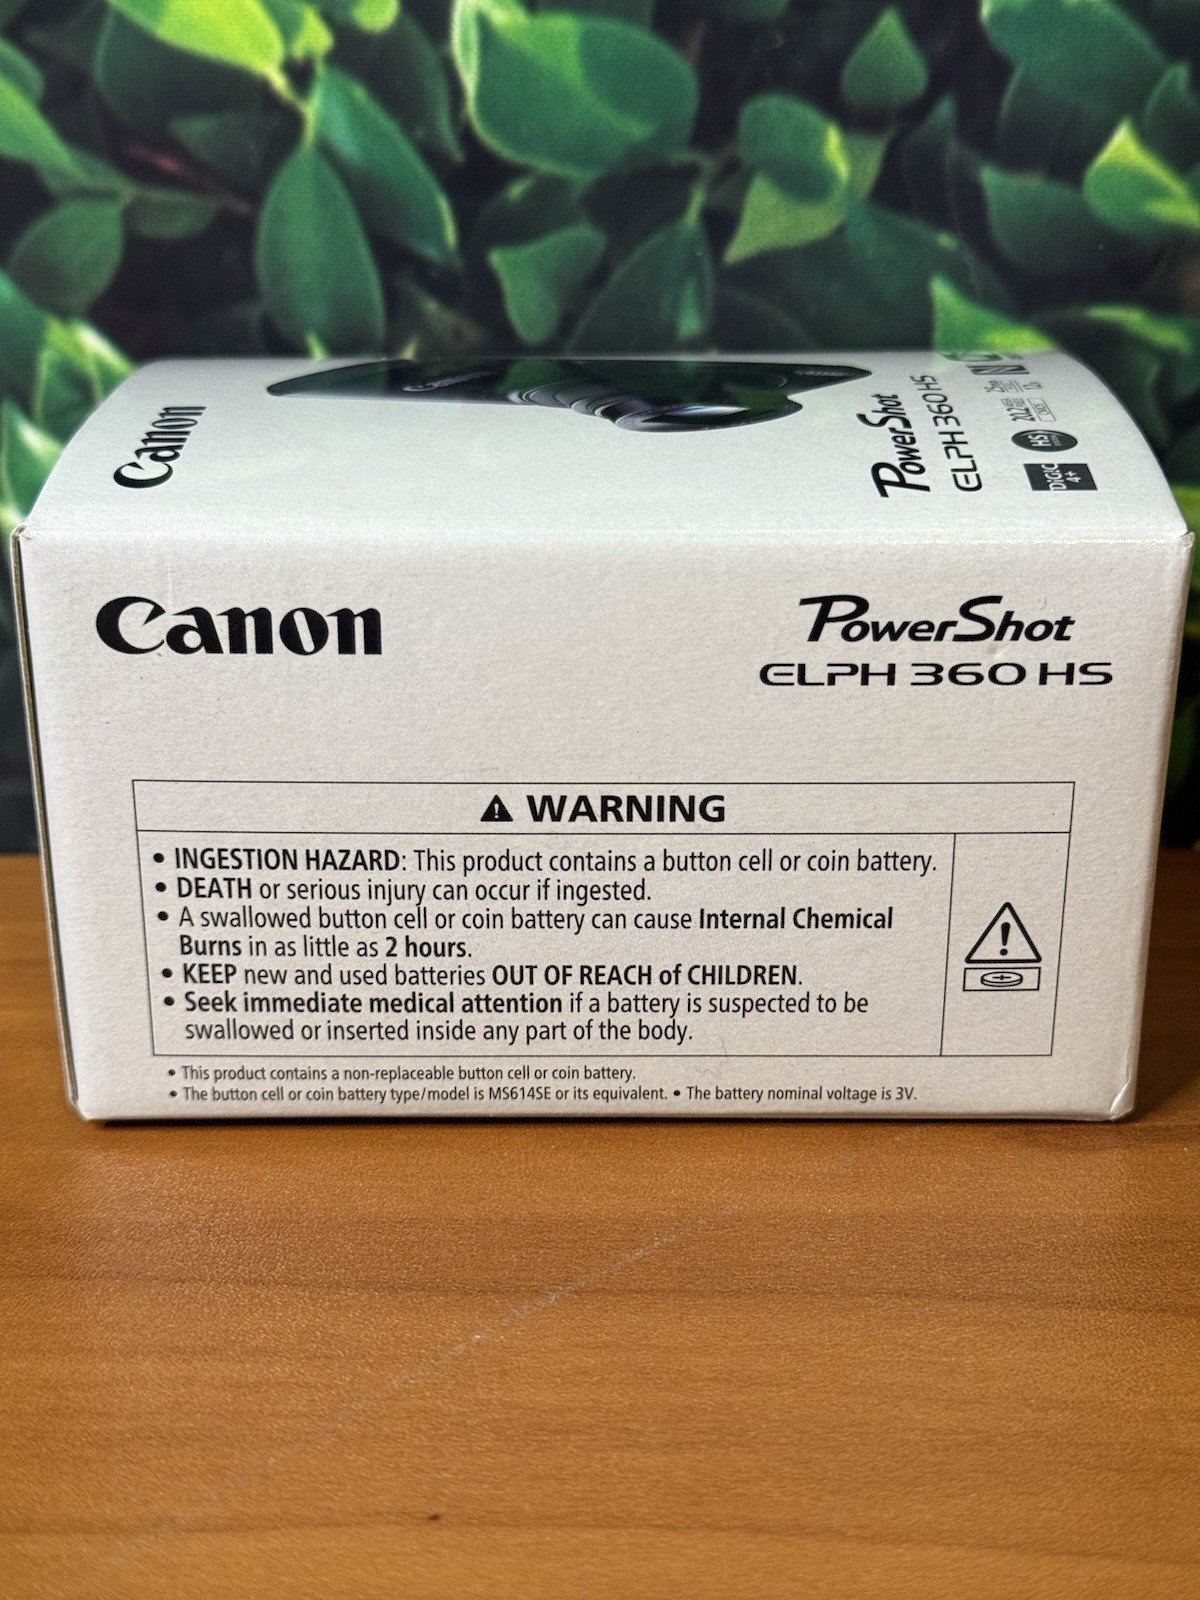 Canon
PowerShot
ELPH 360 HS
HS
DIGIC
4+
Canon
PowerShot
ELPH 360 HS
WARNING
• INGESTION HAZARD: This product contains a button cell or coin battery.
• DEATH or serious injury can occur if ingested.
• A swallowed button cell or coin battery can cause Internal Chemical
Burns in as little as 2 hours.
• KEEP new and used batteries OUT OF REACH of CHILDREN.
• Seek immediate medical attention if a battery is suspected to be
swallowed or inserted inside any part of the body.
• This product contains a non-replaceable button cell or coin battery.
• The button cell or coin battery type/model is MS614SE or its equivalent. • The battery nominal voltage is 3V.